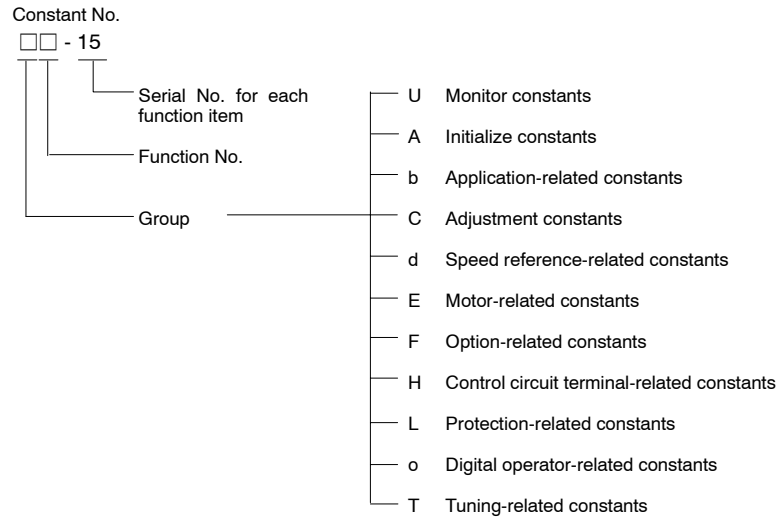 Constant No.
□□ - 15
Serial No. for each
function item
Function No.
Group
U Monitor constants
A Initialize constants
b Application-related constants
C Adjustment constants
d Speed reference-related constants
E Motor-related constants
F Option-related constants
H Control circuit terminal-related constants
L Protection-related constants
o Digital operator-related constants
T Tuning-related constants